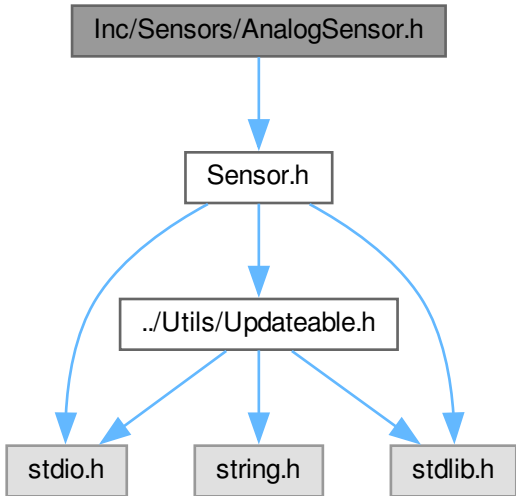 Inc/Sensors/AnalogSensor.h
Sensor.h
../Utils/Updateable.h
stdio.h
string.h
stdlib.h